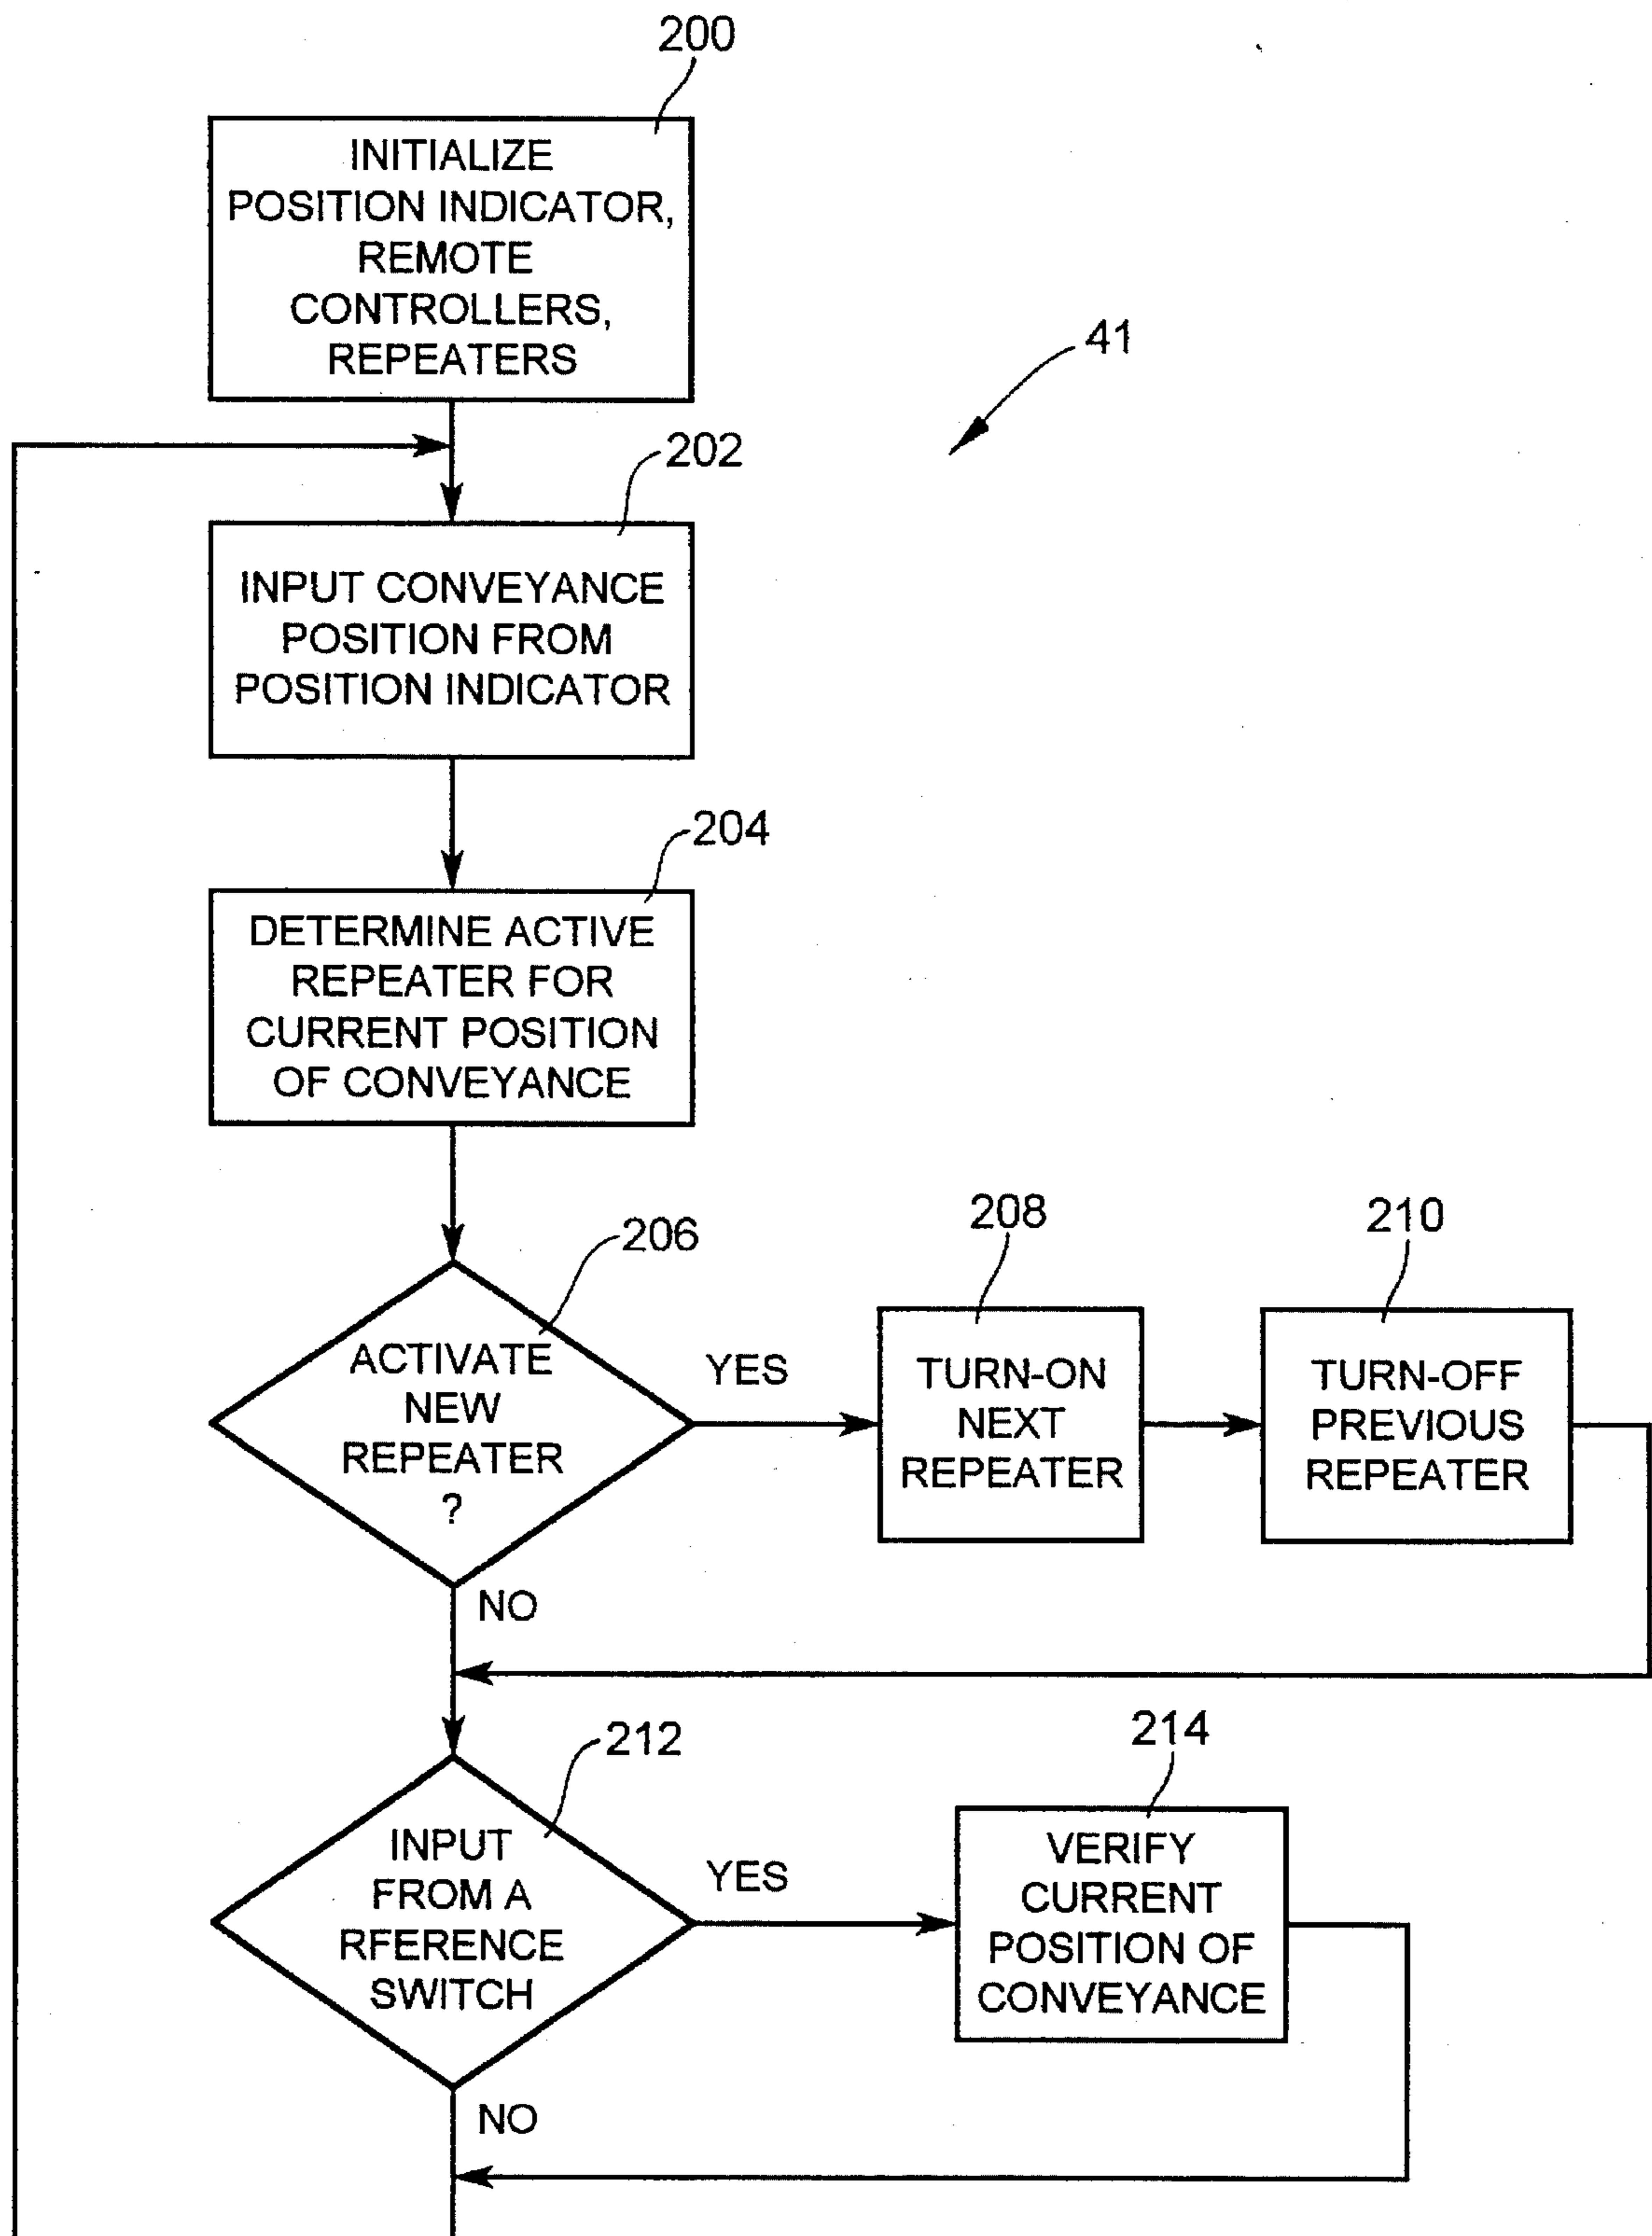 200
INITIALIZE
POSITION INDICATOR,
REMOTE
CONTROLLERS,
REPEATERS
41
202
INPUT CONVEYANCE
POSITION FROM
POSITION INDICATOR
204
DETERMINE ACTIVE
REPEATER FOR
CURRENT POSITION
OF CONVEYANCE
206
ACTIVATE
NEW
REPEATER
?
YES
NO
208
TURN-ON
NEXT
REPEATER
210
TURN-OFF
PREVIOUS
REPEATER
212
INPUT
FROM A
RFERENCE
SWITCH
YES
NO
214
VERIFY
CURRENT
POSITION OF
CONVEYANCE